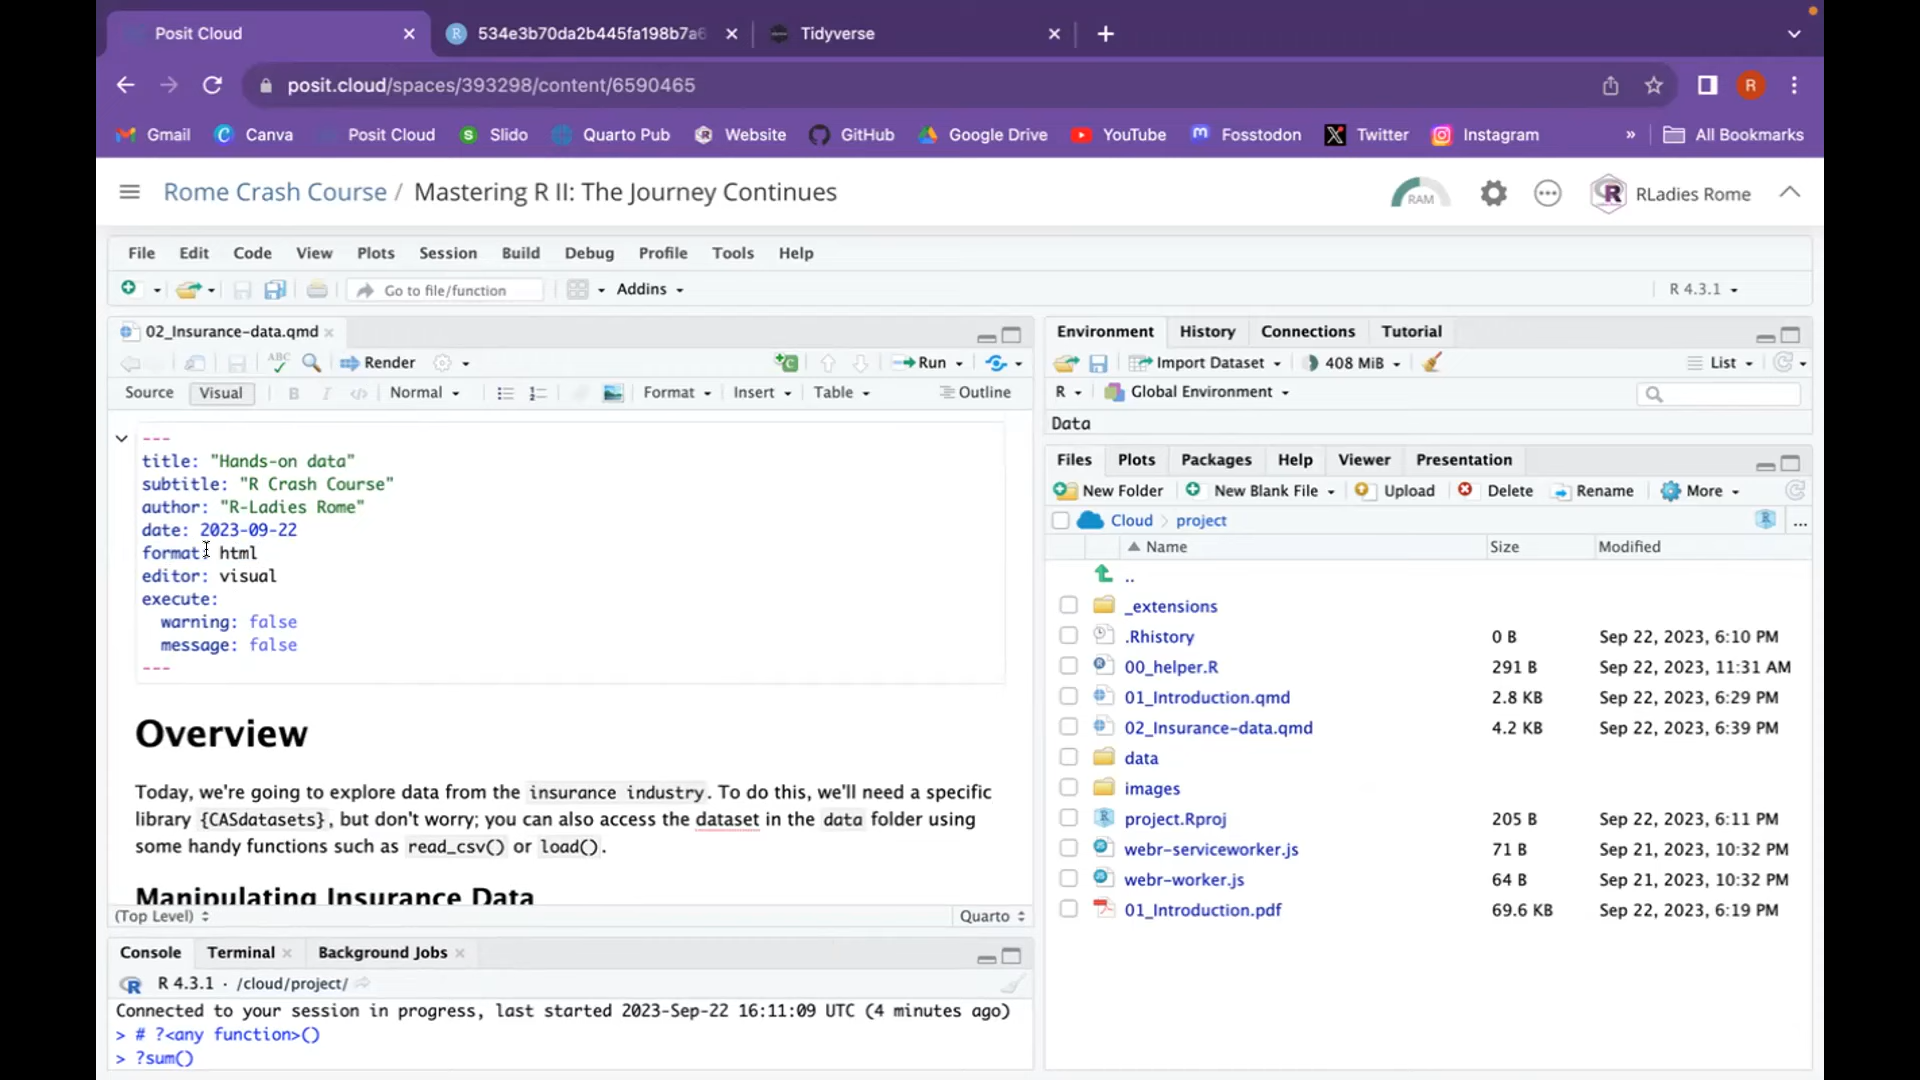 Posit Cloud
534e3b70da2b445fa198b7a6
Tidyverse
posit.cloud/spaces/393298/content/6590465
R
Gmail Canva Posit Cloud Slido Quarto Pub Website GitHub Google Drive YouTube Fosstodon Twitter Instagram » All Bookmarks
Rome Crash Course / Mastering R II: The Journey Continues
RAM
RLadies Rome
File Edit Code View Plots Session Build Debug Profile Tools Help
Go to file/function Addins R 4.3.1
02_Insurance-data.qmd
ABC Render Run
Source Visual B I </> Normal Format Insert Table Outline
---
title: "Hands-on data"
subtitle: "R Crash Course"
author: "R-Ladies Rome"
date: 2023-09-22
format: html
editor: visual
execute:
warning: false
message: false
---
Overview
Today, we're going to explore data from the insurance industry. To do this, we'll need a specific
library {CASdatasets}, but don't worry; you can also access the dataset in the data folder using
some handy functions such as read_csv() or load().
Manipulating Insurance Data
(Top Level) Quarto
Console Terminal Background Jobs
R 4.3.1 · /cloud/project/
Connected to your session in progress, last started 2023-Sep-22 16:11:09 UTC (4 minutes ago)
> # ?<any function>()
> ?sum()
Environment History Connections Tutorial
Import Dataset 408 MiB List
R Global Environment
Data
Files Plots Packages Help Viewer Presentation
New Folder New Blank File Upload Delete Rename More
Cloud project ...
Name Size Modified
..
_extensions
.Rhistory 0 B Sep 22, 2023, 6:10 PM
00_helper.R 291 B Sep 22, 2023, 11:31 AM
01_Introduction.qmd 2.8 KB Sep 22, 2023, 6:29 PM
02_Insurance-data.qmd 4.2 KB Sep 22, 2023, 6:39 PM
data
images
project.Rproj 205 B Sep 22, 2023, 6:11 PM
webr-serviceworker.js 71 B Sep 21, 2023, 10:32 PM
webr-worker.js 64 B Sep 21, 2023, 10:32 PM
01_Introduction.pdf 69.6 KB Sep 22, 2023, 6:19 PM